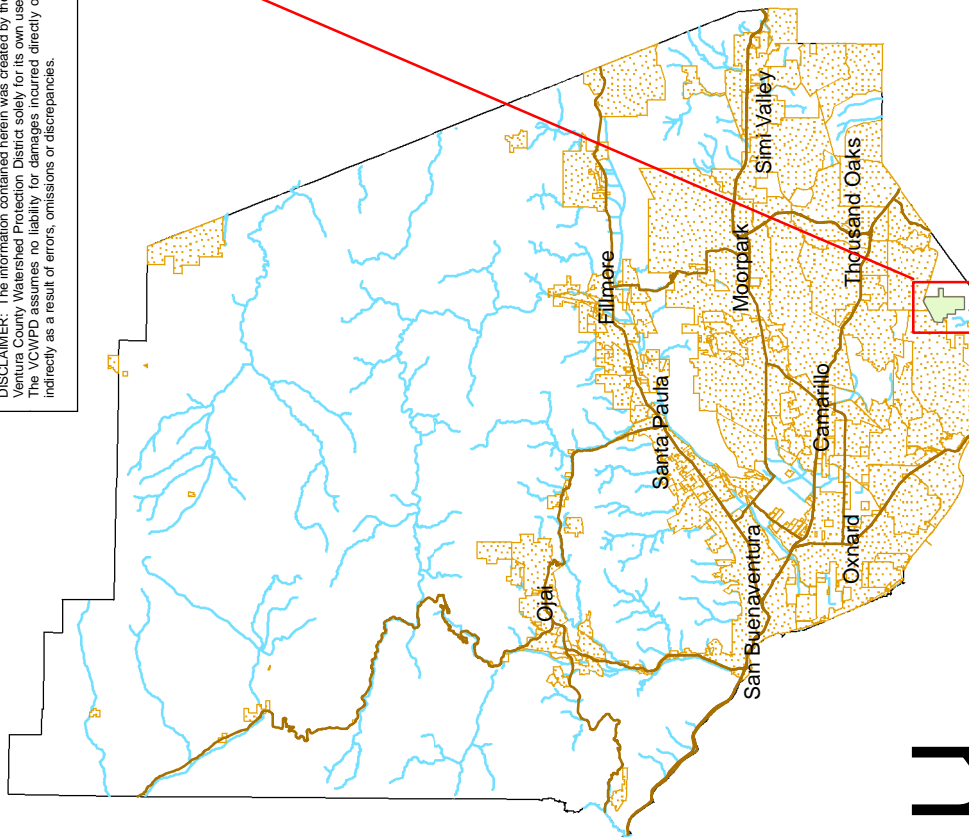 DISCLAIMER: The information contained herein was created by the
Ventura County Watershed Protection District solely for its own use
The VCWPD assumes no liability for damages incurred directly o
indirectly as a result of errors, omissions or discrepancies.
Simi Valley
Thousand Oaks
Moorpark
Fillmore
Camarillo
Santa Paula
Oxnard
Ojai
San Buenaventura